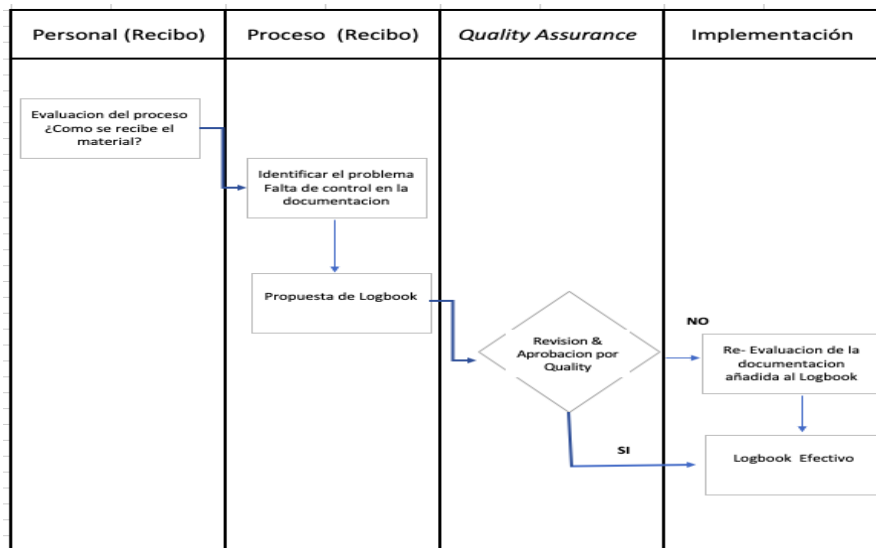 Personal (Recibo)
Proceso (Recibo)
Quality Assurance
Implementación
Evaluacion del proceso
¿Como se recibe el
material?
Identificar el problema
Falta de control en la
documentacion
Propuesta de Logbook
Revision &
Aprobacion por
Quality
NO
Re- Evaluacion de la
documentacion
añadida al Logbook
SI
Logbook Efectivo